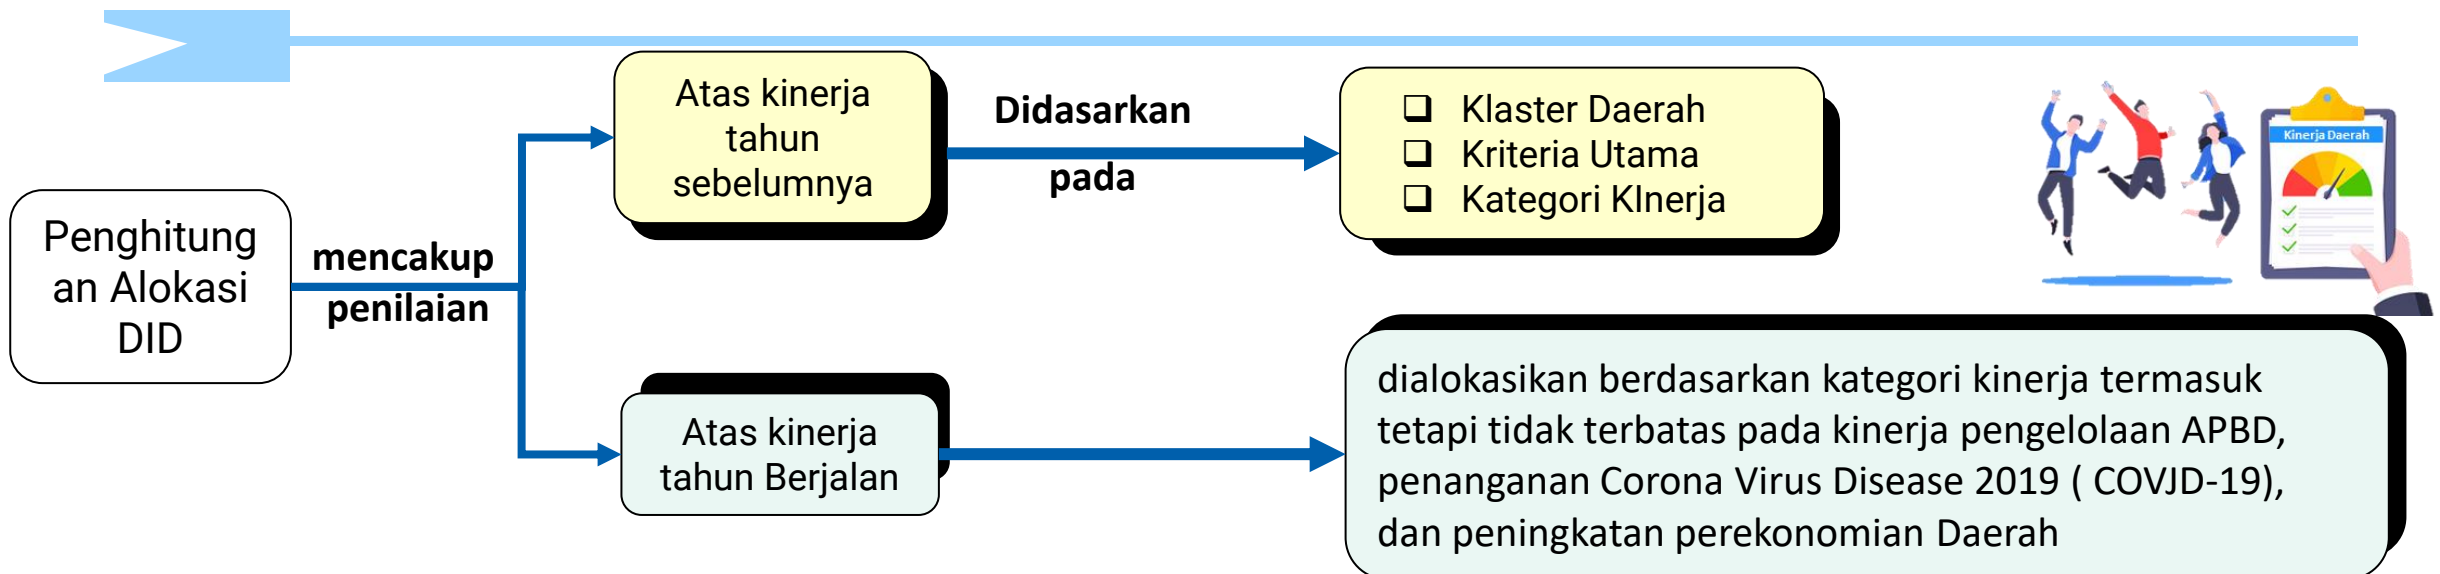 Penghitung
an Alokasi
DID
mencakup
penilaian
Atas kinerja
tahun
sebelumnya
Didasarkan
pada
❑ Klaster Daerah
❑ Kriteria Utama
❑ Kategori KInerja
Kinerja Daerah
Atas kinerja
tahun Berjalan
dialokasikan berdasarkan kategori kinerja termasuk
tetapi tidak terbatas pada kinerja pengelolaan APBD,
penanganan Corona Virus Disease 2019 ( COVJD-19),
dan peningkatan perekonomian Daerah